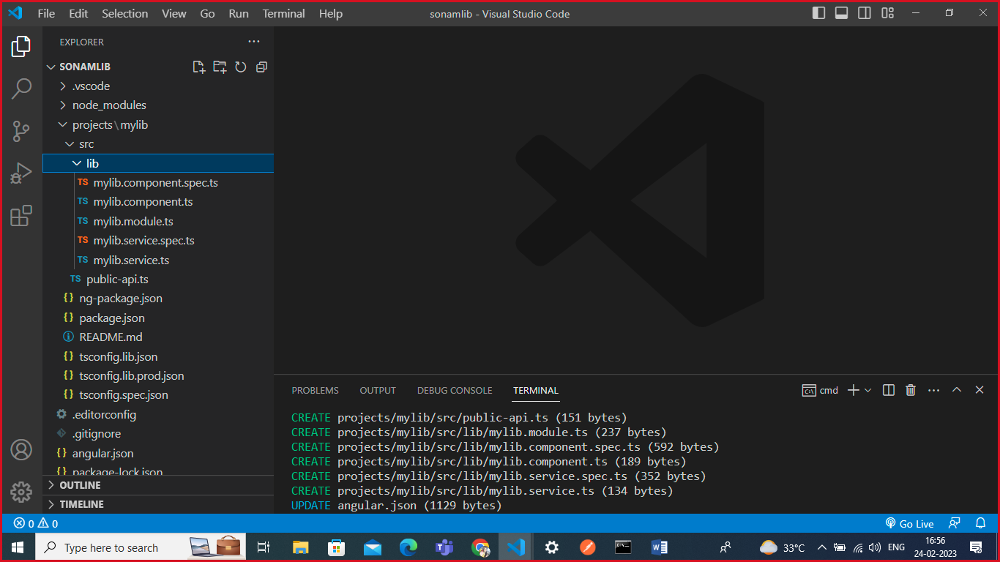 File Edit Selection View Go Run Terminal Help
sonamlib - Visual Studio Code
EXPLORER
SONAMLIB
.vscode
node_modules
projects\mylib
src
lib
TS mylib.component.spec.ts
TS mylib.component.ts
TS mylib.module.ts
TS mylib.service.spec.ts
TS mylib.service.ts
TS public-api.ts
{} ng-package.json
{} package.json
README.md
{} tsconfig.lib.json
{} tsconfig.lib.prod.json
{} tsconfig.spec.json
.editorconfig
.gitignore
{} angular.json
{} package-lock.json
OUTLINE
TIMELINE
PROBLEMS OUTPUT DEBUG CONSOLE TERMINAL
cmd
CREATE projects/mylib/src/public-api.ts (151 bytes)
CREATE projects/mylib/src/lib/mylib.module.ts (237 bytes)
CREATE projects/mylib/src/lib/mylib.component.spec.ts (592 bytes)
CREATE projects/mylib/src/lib/mylib.component.ts (189 bytes)
CREATE projects/mylib/src/lib/mylib.service.spec.ts (352 bytes)
CREATE projects/mylib/src/lib/mylib.service.ts (134 bytes)
UPDATE angular.json (1129 bytes)
0 0
Go Live
Type here to search
33°C
ENG
16:56
24-02-2023